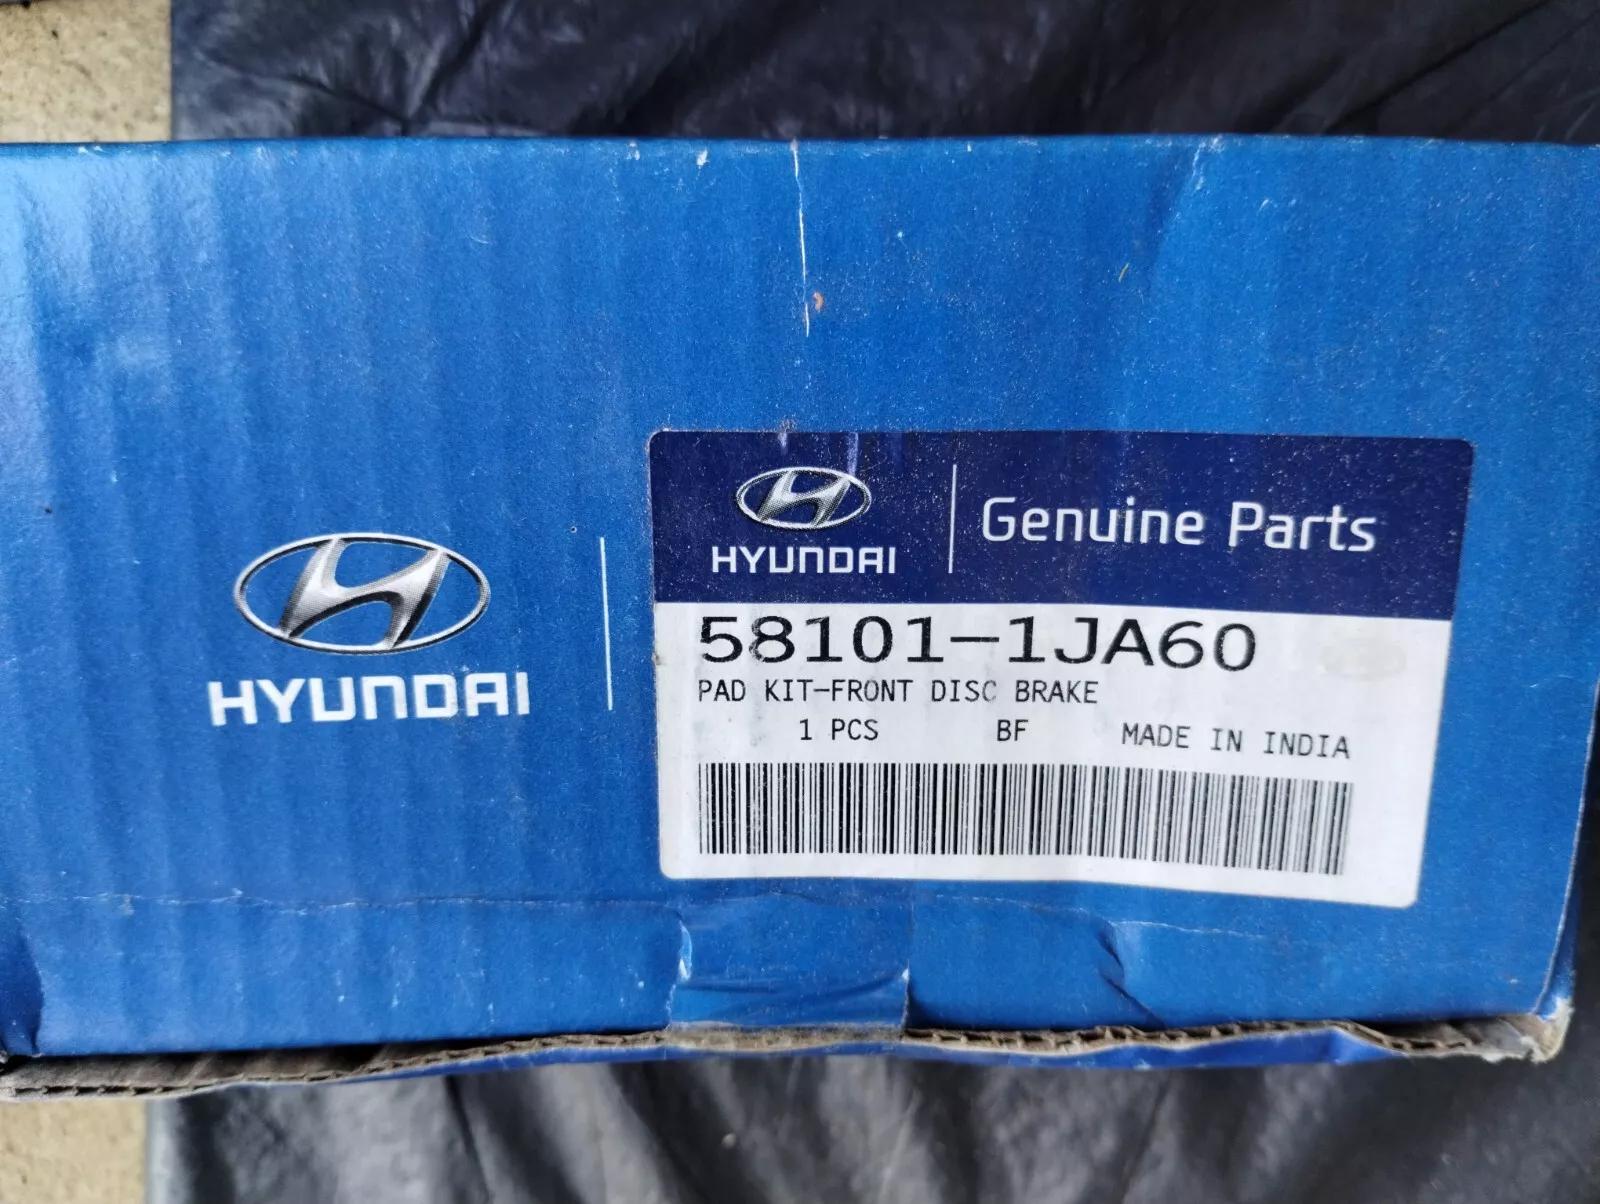 HYUNDAI
HYUNDAI
Genuine Parts
58101-1JA60
PAD KIT-FRONT DISC BRAKE
1 PCS BF MADE IN INDIA